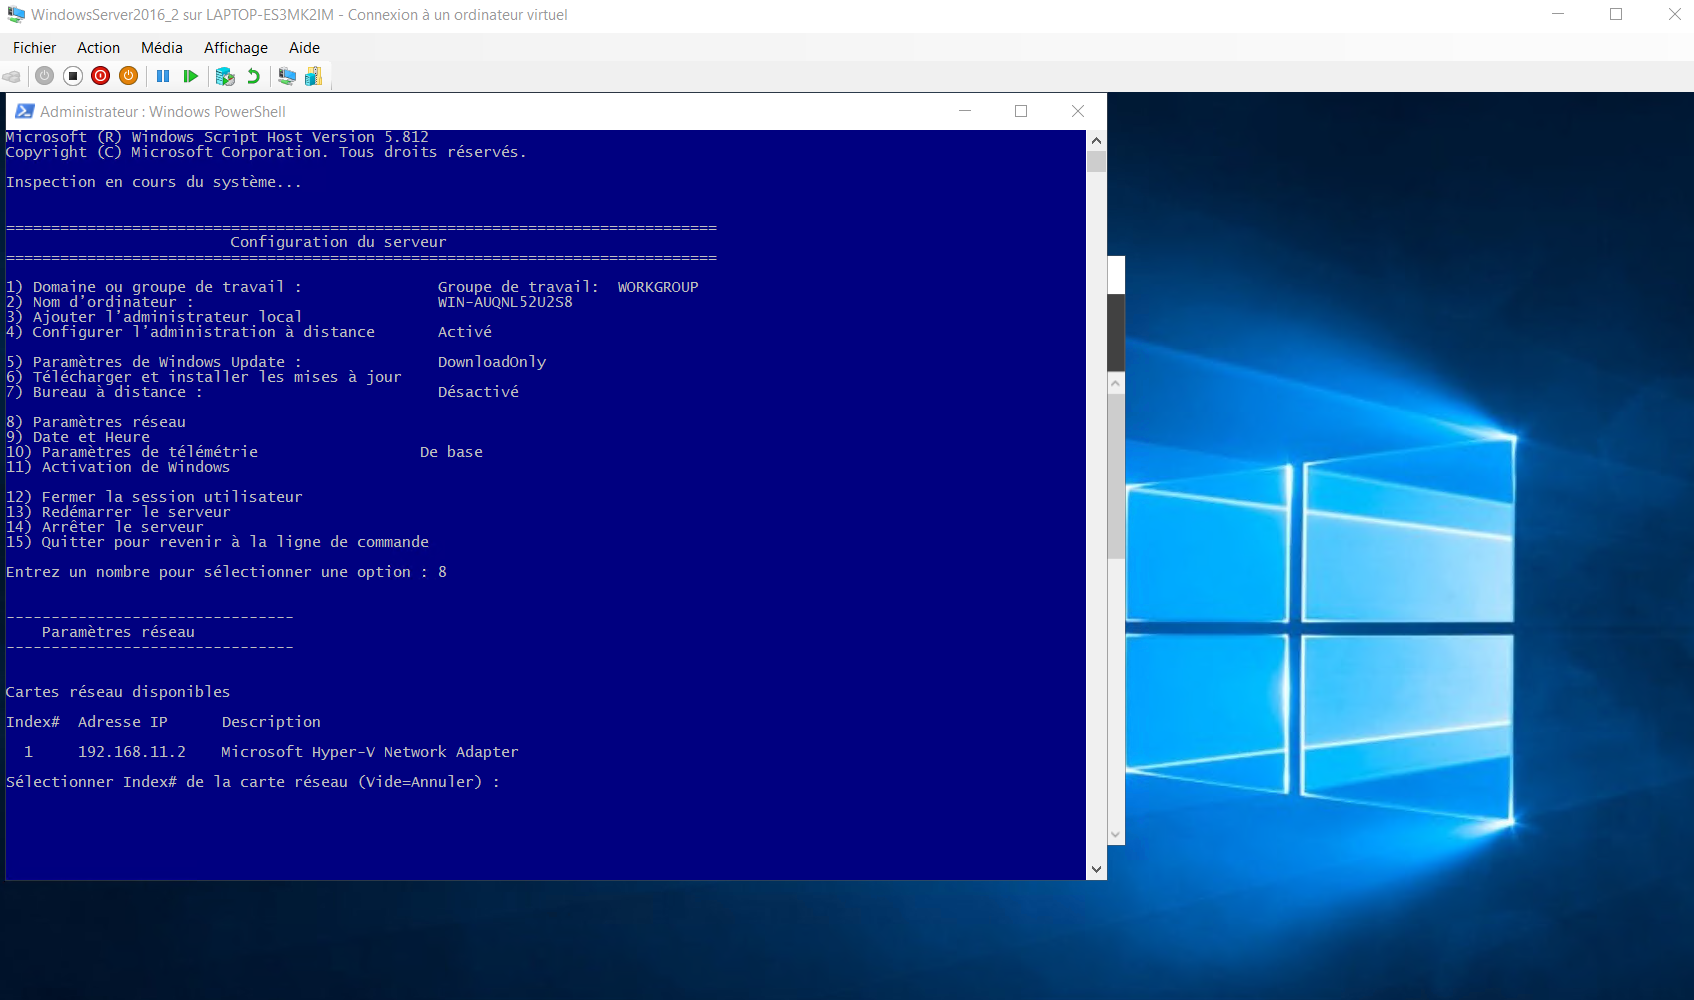 WindowsServer2016_2 sur LAPTOP-ES3MK2IM - Connexion à un ordinateur virtuel
Fichier Action Média Affichage Aide
Administrateur : Windows PowerShell
Microsoft (R) Windows Script Host Version 5.812
Copyright (C) Microsoft Corporation. Tous droits réservés.
Inspection en cours du système...
===============================================================================
Configuration du serveur
===============================================================================
1) Domaine ou groupe de travail : Groupe de travail: WORKGROUP
2) Nom d'ordinateur : WIN-AUQNL52U2S8
3) Ajouter l'administrateur local
4) Configurer l'administration à distance Activé
5) Paramètres de Windows Update : DownloadOnly
6) Télécharger et installer les mises à jour
7) Bureau à distance : Désactivé
8) Paramètres réseau
9) Date et Heure
10) Paramètres de télémétrie De base
11) Activation de Windows
12) Fermer la session utilisateur
13) Redémarrer le serveur
14) Arrêter le serveur
15) Quitter pour revenir à la ligne de commande
Entrez un nombre pour sélectionner une option : 8
--------------------------------
Paramètres réseau
--------------------------------
Cartes réseau disponibles
Index# Adresse IP Description
1 192.168.11.2 Microsoft Hyper-V Network Adapter
Sélectionner Index# de la carte réseau (Vide=Annuler) :